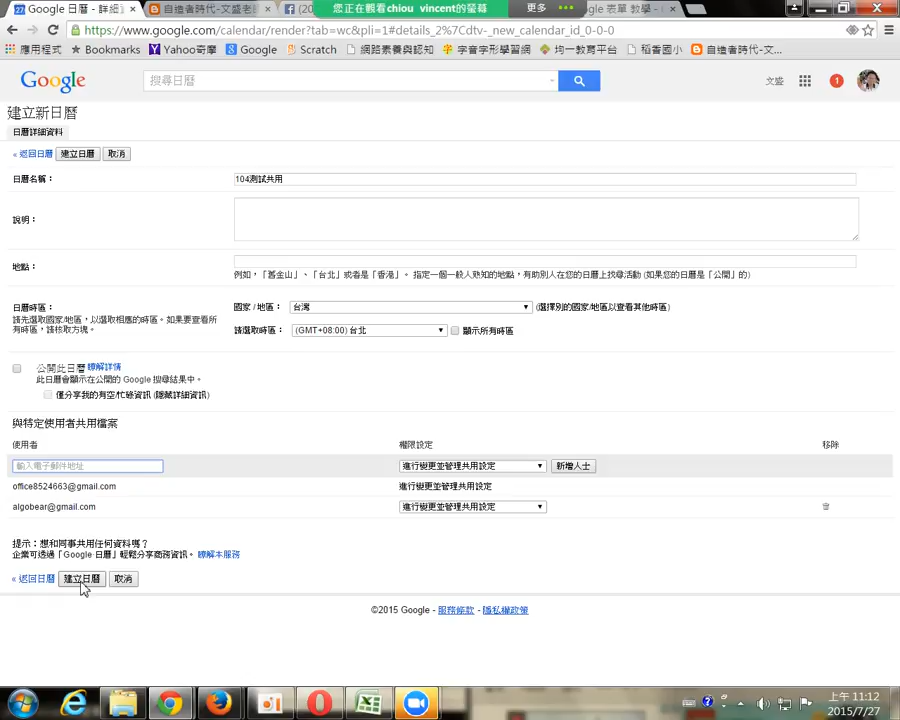 Google 日曆 - 詳細資
自造者時代-文盛老師
您正在觀看chiou vincent的螢幕
更多
gle 表單 教學 -
https://www.google.com/calendar/render?tab=wc&pli=1#details_2%7Cdtv-_new_calendar_id_0-0-0
應用程式
Bookmarks
Yahoo奇摩
Google
Scratch
網路素養與認知
字音字形學習網
均一教育平台
稻香國小
自造者時代-文...
Google
搜尋日曆
文盛
1
建立新日曆
日曆詳細資料
« 返回日曆 建立日曆 取消
日曆名稱：
104測試共用
說明：
地點：
例如，「舊金山」、「台北」或者是「香港」。 指定一個一般人熟知的地點，有助別人在您的日曆上找尋活動 (如果您的日曆是「公開」的)
日曆時區：
請先選取國家/地區，以選取相應的時區。如果要查看所
有時區，請核取方塊。
國家 / 地區： 台灣 (選擇別的國家/地區以查看其他時區)
請選取時區： (GMT+08:00) 台北 顯示所有時區
公開此日曆 瞭解詳情
此日曆會顯示在公開的 Google 搜尋結果中。
僅分享我的有空/忙碌資訊 (隱藏詳細資訊)
與特定使用者共用檔案
使用者 權限設定 移除
輸入電子郵件地址 進行變更並管理共用設定 新增人士
office8524663@gmail.com 進行變更並管理共用設定
algobear@gmail.com 進行變更並管理共用設定
提示：想和同事共用任何資料嗎？
企業可透過「Google 日曆」輕鬆分享商務資訊。 瞭解本服務
« 返回日曆 建立日曆 取消
©2015 Google - 服務條款 - 隱私權政策
上午 11:12
2015/7/27